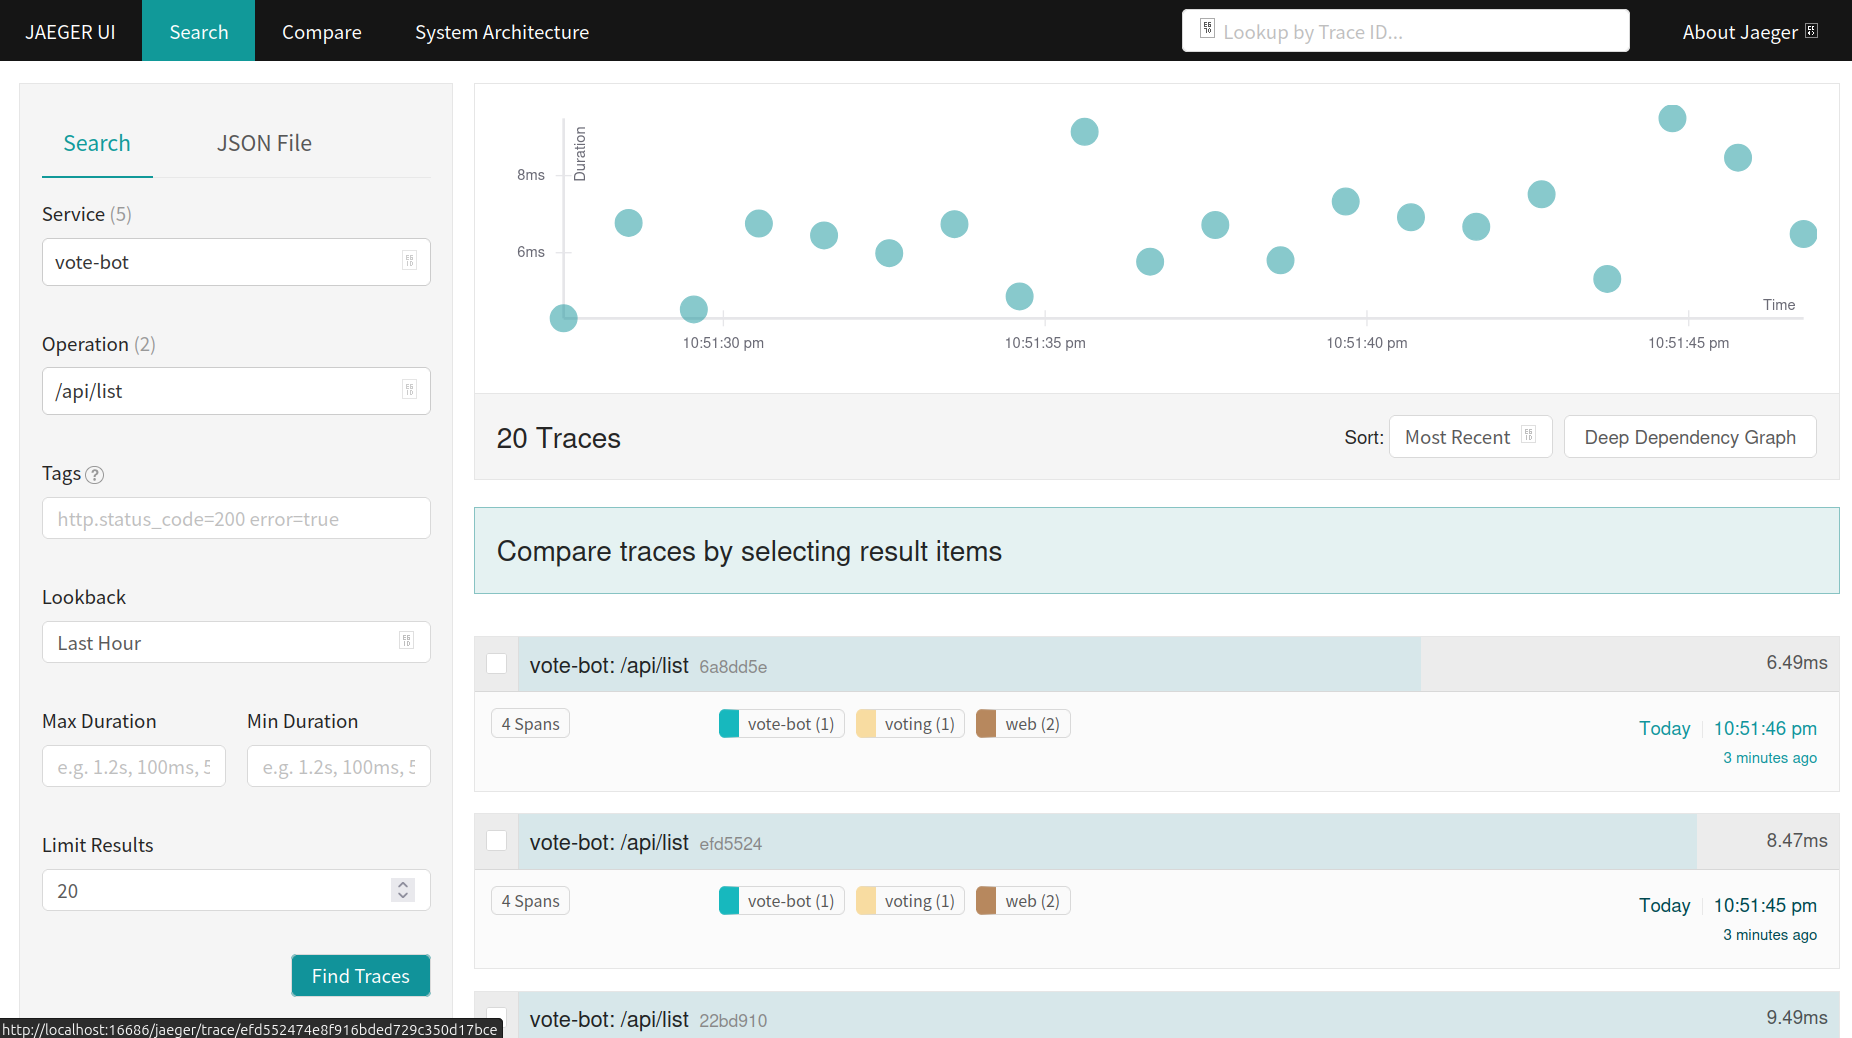 JAEGER UI Search Compare System Architecture Lookup by Trace ID... About Jaeger
Search JSON File
Service (5)
vote-bot
Operation (2)
/api/list
Tags ?
http.status_code=200 error=true
Lookback
Last Hour
Max Duration Min Duration
e.g. 1.2s, 100ms, 5 e.g. 1.2s, 100ms, 5
Limit Results
20
Find Traces
http://localhost:16686/jaeger/trace/efd552474e8f916bded729c350d17bce
Duration
8ms
6ms
Time
10:51:30 pm 10:51:35 pm 10:51:40 pm 10:51:45 pm
20 Traces Sort: Most Recent Deep Dependency Graph
Compare traces by selecting result items
vote-bot: /api/list 6a8dd5e 6.49ms
4 Spans vote-bot (1) voting (1) web (2) Today 10:51:46 pm
3 minutes ago
vote-bot: /api/list efd5524 8.47ms
4 Spans vote-bot (1) voting (1) web (2) Today 10:51:45 pm
3 minutes ago
vote-bot: /api/list 22bd910 9.49ms